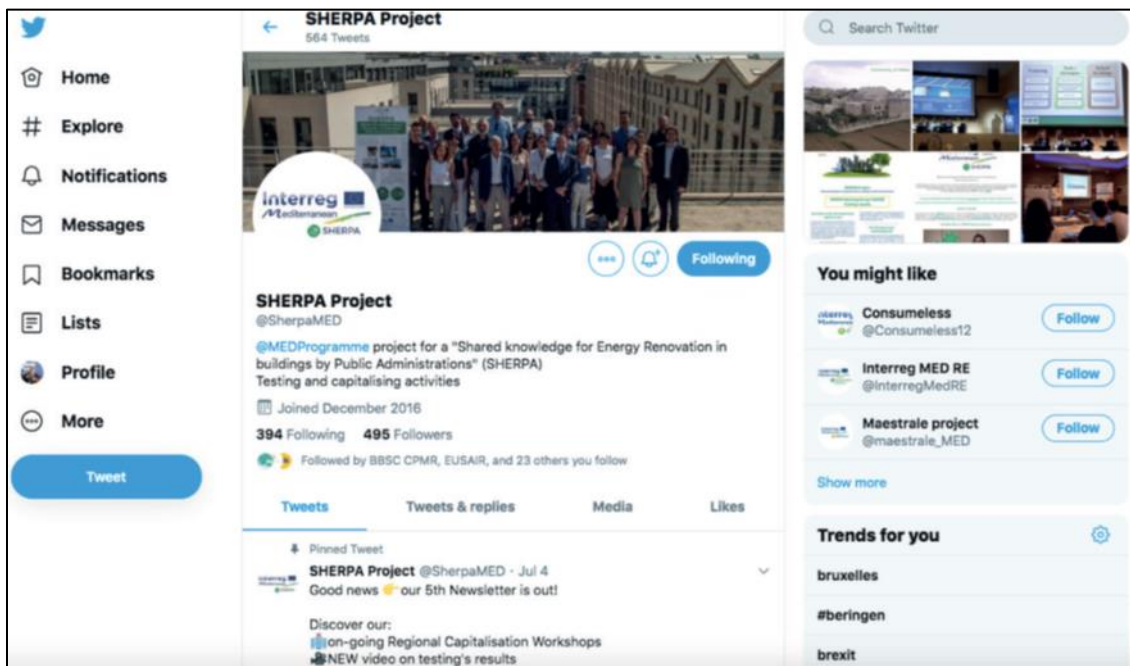 SHERPA Project
564 Tweets
Home
Explore
Notifications
Messages
Bookmarks
Lists
Profile
More
Tweet
SHERPA
Interreg
Mediterranean
SHERPA
Following
SHERPA Project
@SherpaMED
@MEDProgramme project for a "Shared knowledge for Energy Renovation in
buildings by Public Administrations" (SHERPA)
Testing and capitalising activities
Joined December 2016
394 Following 495 Followers
Followed by BBSC CPMR, EUSAIR, and 23 others you follow
Tweets Tweets & replies Media Likes
Pinned Tweet
SHERPA Project @SherpaMED · Jul 4
Good news 👉 our 5th Newsletter is out!
Discover our:
on-going Regional Capitalisation Workshops
NEW video on testing's results
Search Twitter
You might like
Consumeless
@Consumeless12
Follow
Interreg MED RE
@InterregMedRE
Follow
Maestrale project
@maestrale_MED
Follow
Show more
Trends for you
bruxelles
#beringen
brexit